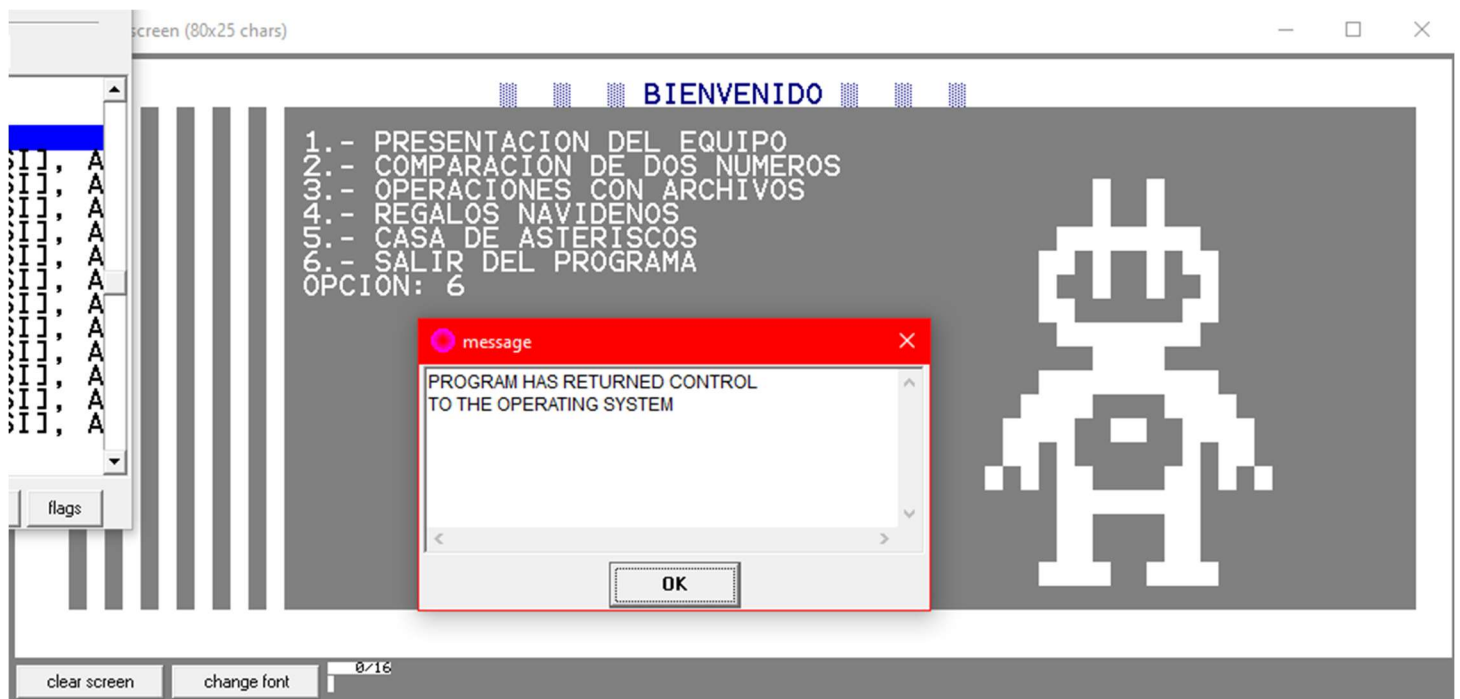 screen (80x25 chars)
BIENVENIDO
1.- PRESENTACION DEL EQUIPO
2.- COMPARACION DE DOS NUMEROS
3.- OPERACIONES CON ARCHIVOS
4.- REGALOS NAVIDENOS
5.- CASA DE ASTERISCOS
6.- SALIR DEL PROGRAMA
OPCION: 6
message
PROGRAM HAS RETURNED CONTROL
TO THE OPERATING SYSTEM
OK
I], A
I], A
I], A
I], A
I], A
I], A
I], A
I], A
I], A
I], A
I], A
I], A
flags
clear screen
change font
0/16